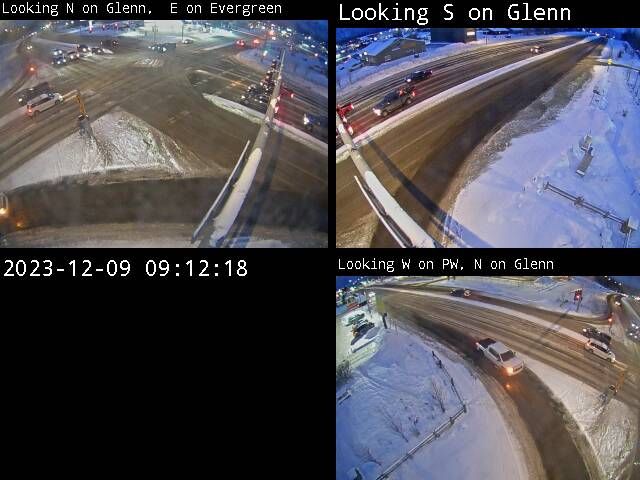 Looking N on Glenn,  E on Evergreen
Looking S on Glenn
2023-12-09 09:12:18
Looking W on PW, N on Glenn